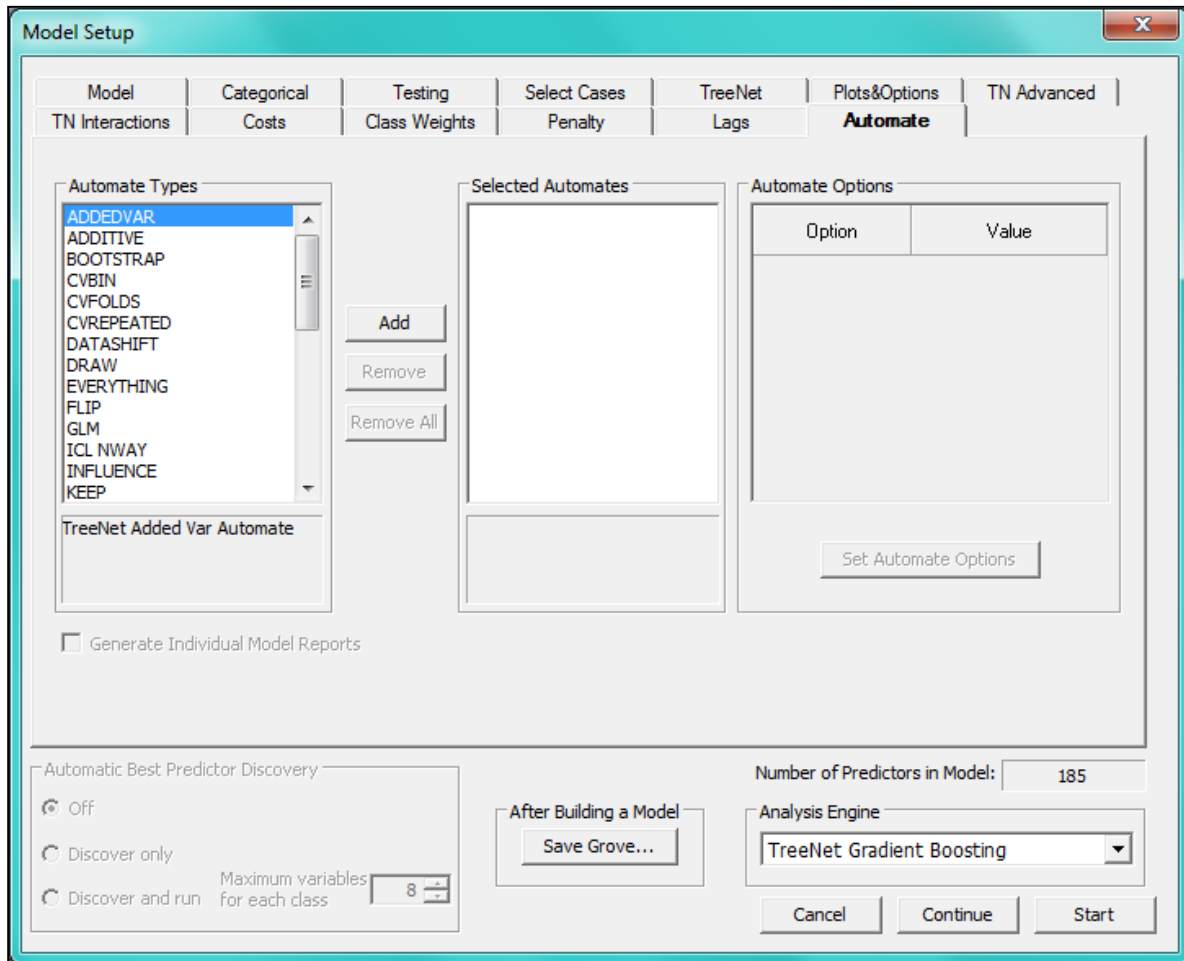 Model Setup
X
Model Categorical Testing Select Cases TreeNet Plots&Options TN Advanced
TN Interactions Costs Class Weights Penalty Lags Automate
Automate Types
ADDEDVAR
ADDITIVE
BOOTSTRAP
CVBIN
CVFOLDS
CVREPEATED
DATASHIFT
DRAW
EVERYTHING
FLIP
GLM
ICL NWAY
INFLUENCE
KEEP
TreeNet Added Var Automate
Add
Remove
Remove All
Selected Automates
Automate Options
Option Value
Set Automate Options
Generate Individual Model Reports
Automatic Best Predictor Discovery
Off
Discover only
Discover and run
Maximum variables
for each class
8
After Building a Model
Save Grove...
Number of Predictors in Model: 185
Analysis Engine
TreeNet Gradient Boosting
Cancel Continue Start